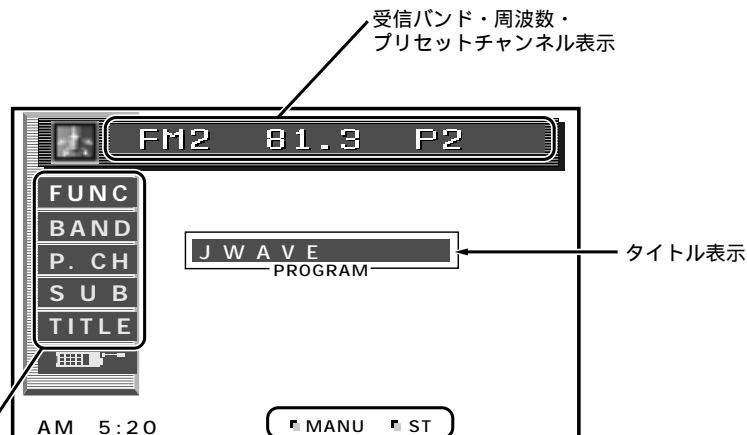 受信バンド・周波数・
プリセットチャンネル表示
FM2 81.3 P2
FUNC
BAND
P. CH
SUB
TITLE
JWAVE
PROGRAM
タイトル表示
AM 5:20
MANU ST